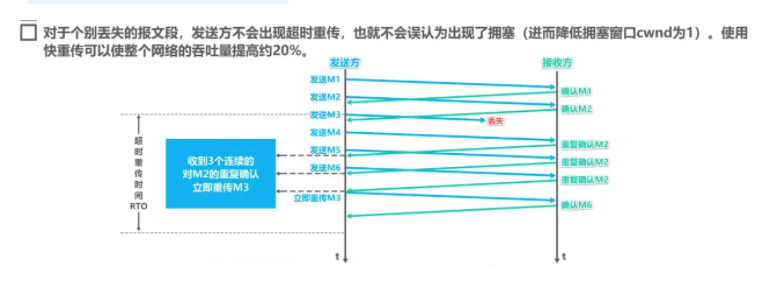 对于个别丢失的报文段，发送方不会出现超时重传，也就不会误认为出现了拥塞（进而降低拥塞窗口cwnd为1）。使用
快重传可以使整个网络的吞吐量提高约20%。
发送方
接收方
发送M1
确认M1
发送M2
确认M2
发送M3
丢失
发送M4
重复确认M2
发送M5
重复确认M2
发送M6
重复确认M2
立即重传M3
确认M6
超时重传时间RTO
收到3个连续的
对M2的重复确认
立即重传M3
t
t